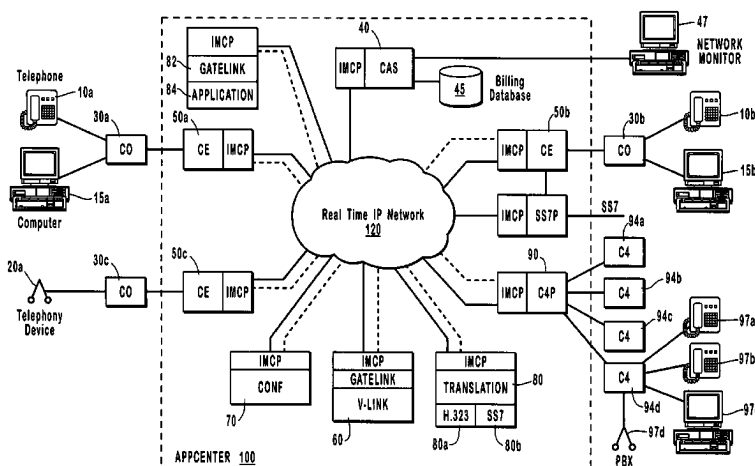 40
47
NETWORK
MONITOR
IMCP
82
GATELINK
84
APPLICATION
IMCP
CAS
45
Billing
Database
Telephone
10a
30a
CO
50a
CE
IMCP
15a
Computer
50b
IMCP
CE
30b
CO
10b
15b
Real Time IP Network
120
IMCP
SS7P
SS7
20a
Telephony
Device
30c
CO
50c
CE
IMCP
90
IMCP
C4P
94a
C4
94b
C4
94c
C4
C4
94d
97a
97b
97c
97d
PBX
IMCP
CONF
70
IMCP
GATELINK
V-LINK
60
IMCP
TRANSLATION
80
H.323
SS7
80a
80b
APPCENTER 100